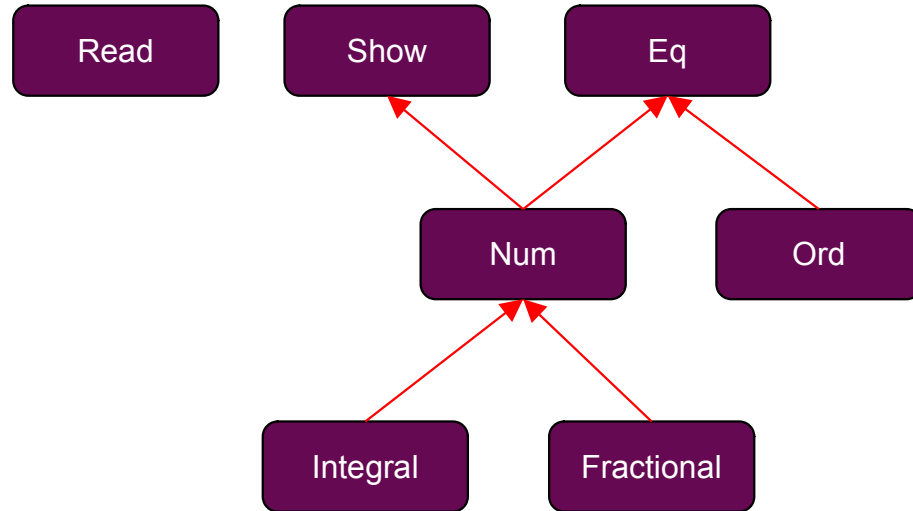 Read
Show
Eq
Num
Ord
Integral
Fractional